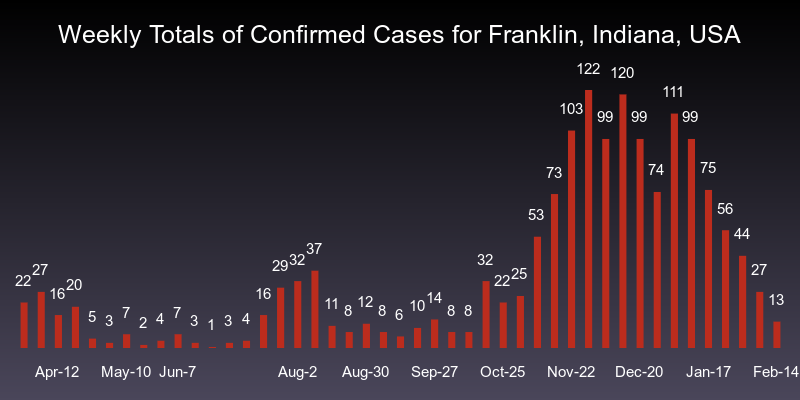 Weekly Totals of Confirmed Cases for Franklin, Indiana, USA
22 27 16 20 5 3 7 2 4 7 3 1 3 4 16 29 32 37 11 8 12 8 6 10 14 8 8 32 22 25 53 73 103 122 99 120 99 74 111 99 75 56 44 27 13
Apr-12 May-10 Jun-7 Aug-2 Aug-30 Sep-27 Oct-25 Nov-22 Dec-20 Jan-17 Feb-14